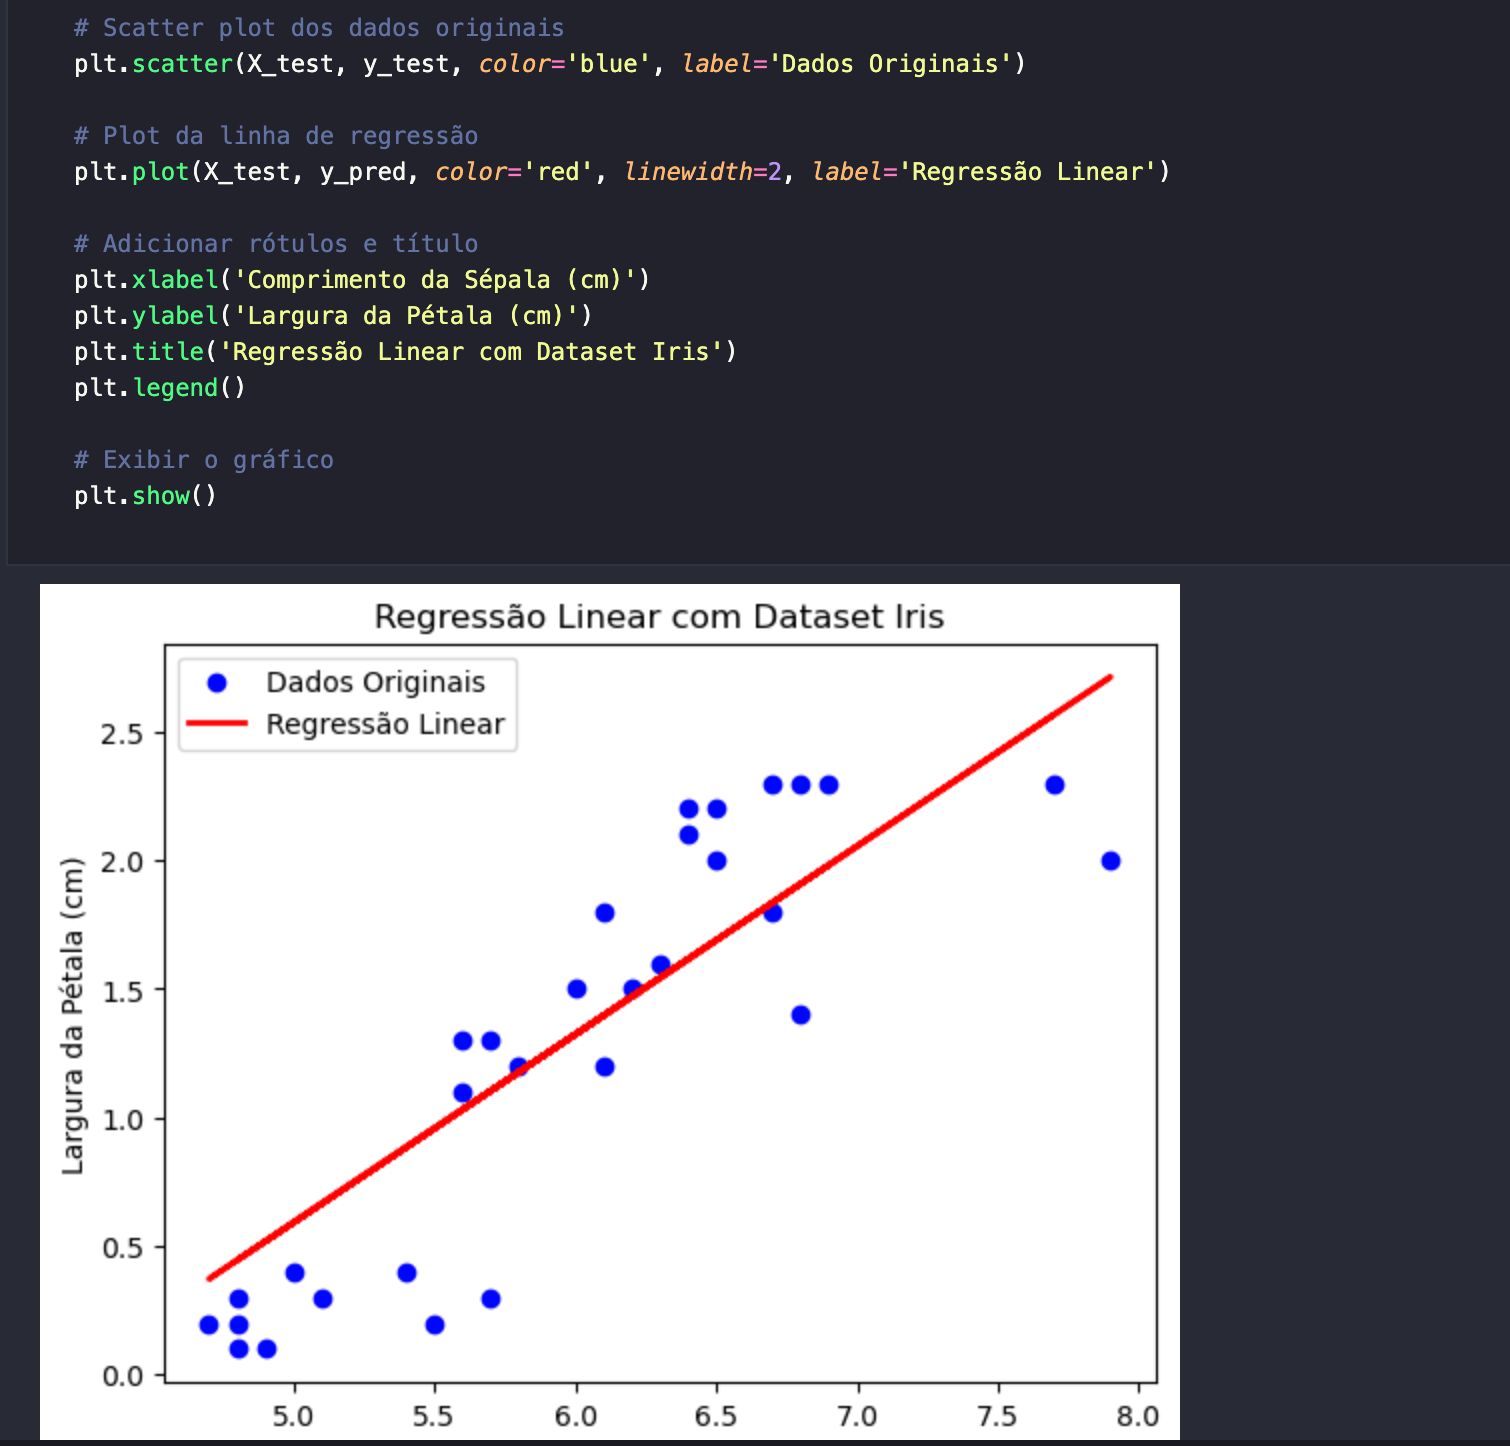 # Scatter plot dos dados originais
plt.scatter(X_test, y_test, color='blue', label='Dados Originais')
# Plot da linha de regressão
plt.plot(X_test, y_pred, color='red', linewidth=2, label='Regressão Linear')
# Adicionar rótulos e título
plt.xlabel('Comprimento da Sépala (cm)')
plt.ylabel('Largura da Pétala (cm)')
plt.title('Regressão Linear com Dataset Iris')
plt.legend()
# Exibir o gráfico
plt.show()
Regressão Linear com Dataset Iris
Dados Originais
Regressão Linear
Largura da Pétala (cm)
2.5
2.0
1.5
1.0
0.5
0.0
5.0 5.5 6.0 6.5 7.0 7.5 8.0